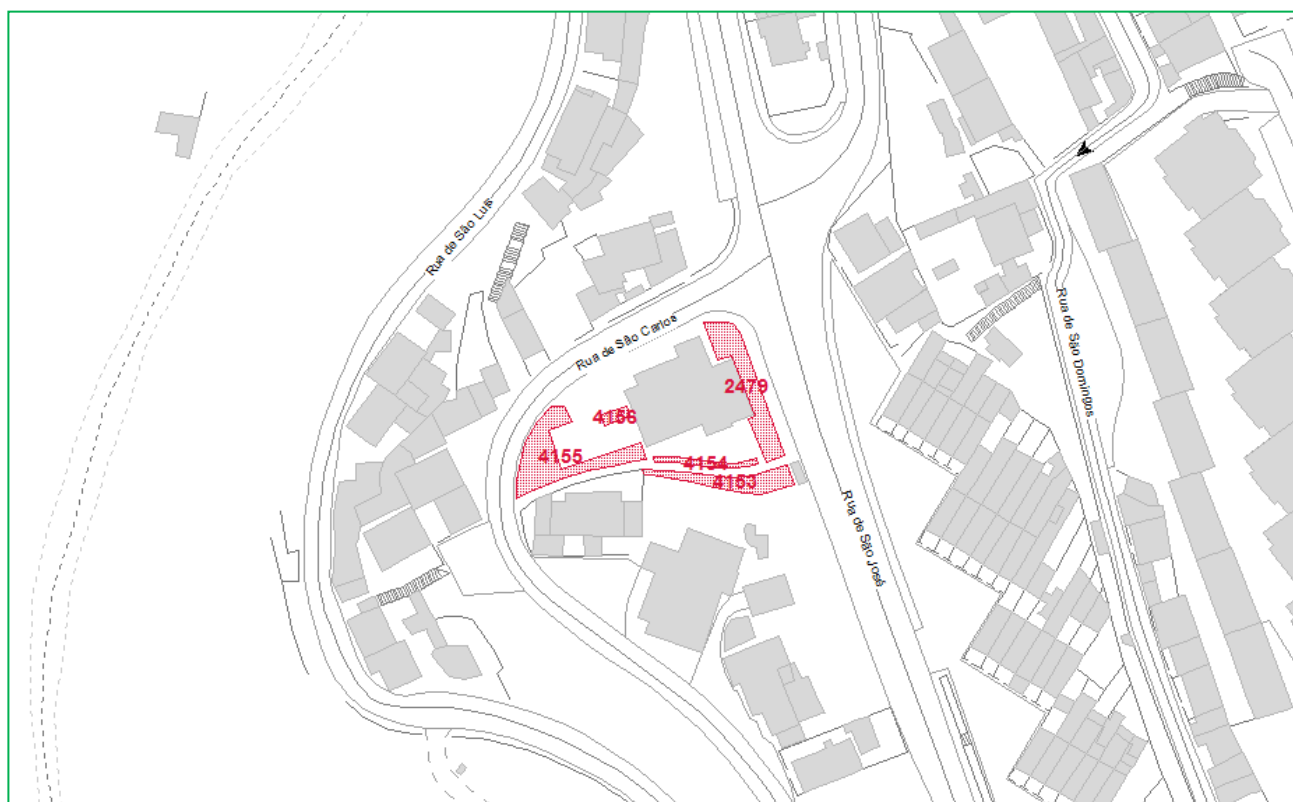 Rua de São Luís
Rua de São Carlos
Rua de São Domingos
2479
4156
4155
4154
4153
Rua de São José